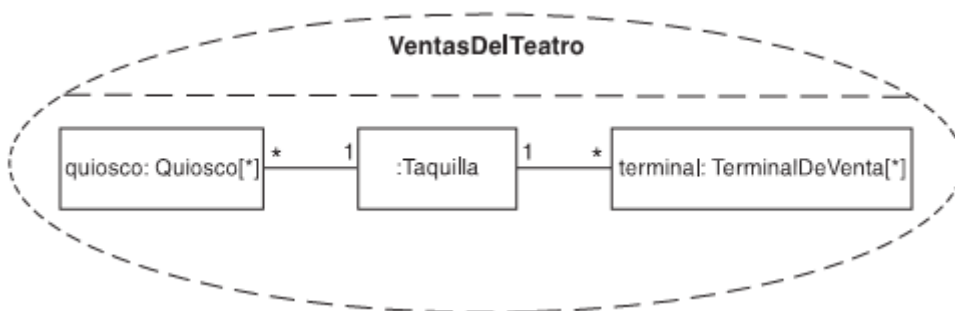 VentasDelTeatro
quiosco: Quiosco[*]
*
1
:Taquilla
1
*
terminal: TerminalDeVenta[*]